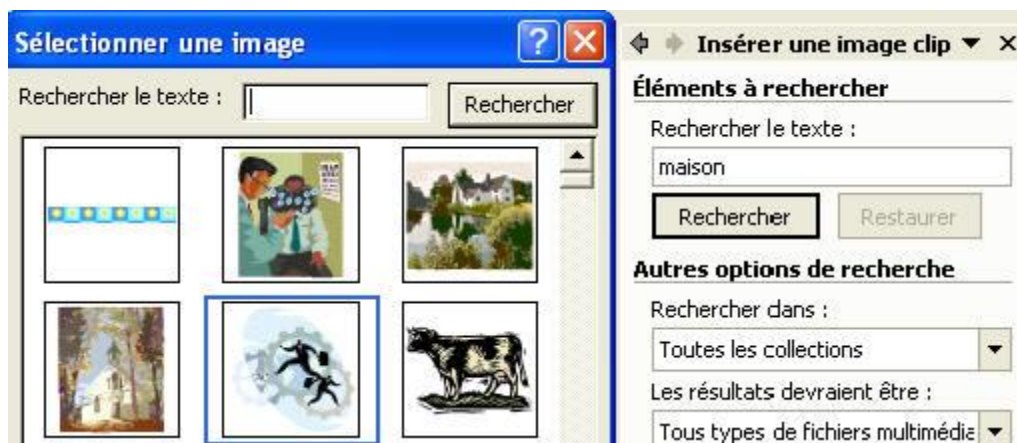 Sélectionner une image
Rechercher le texte :
Rechercher
Insérer une image clip
Éléments à rechercher
Rechercher le texte :
maison
Rechercher
Restaurer
Autres options de recherche
Rechercher dans :
Toutes les collections
Les résultats devraient être :
Tous types de fichiers multimédia